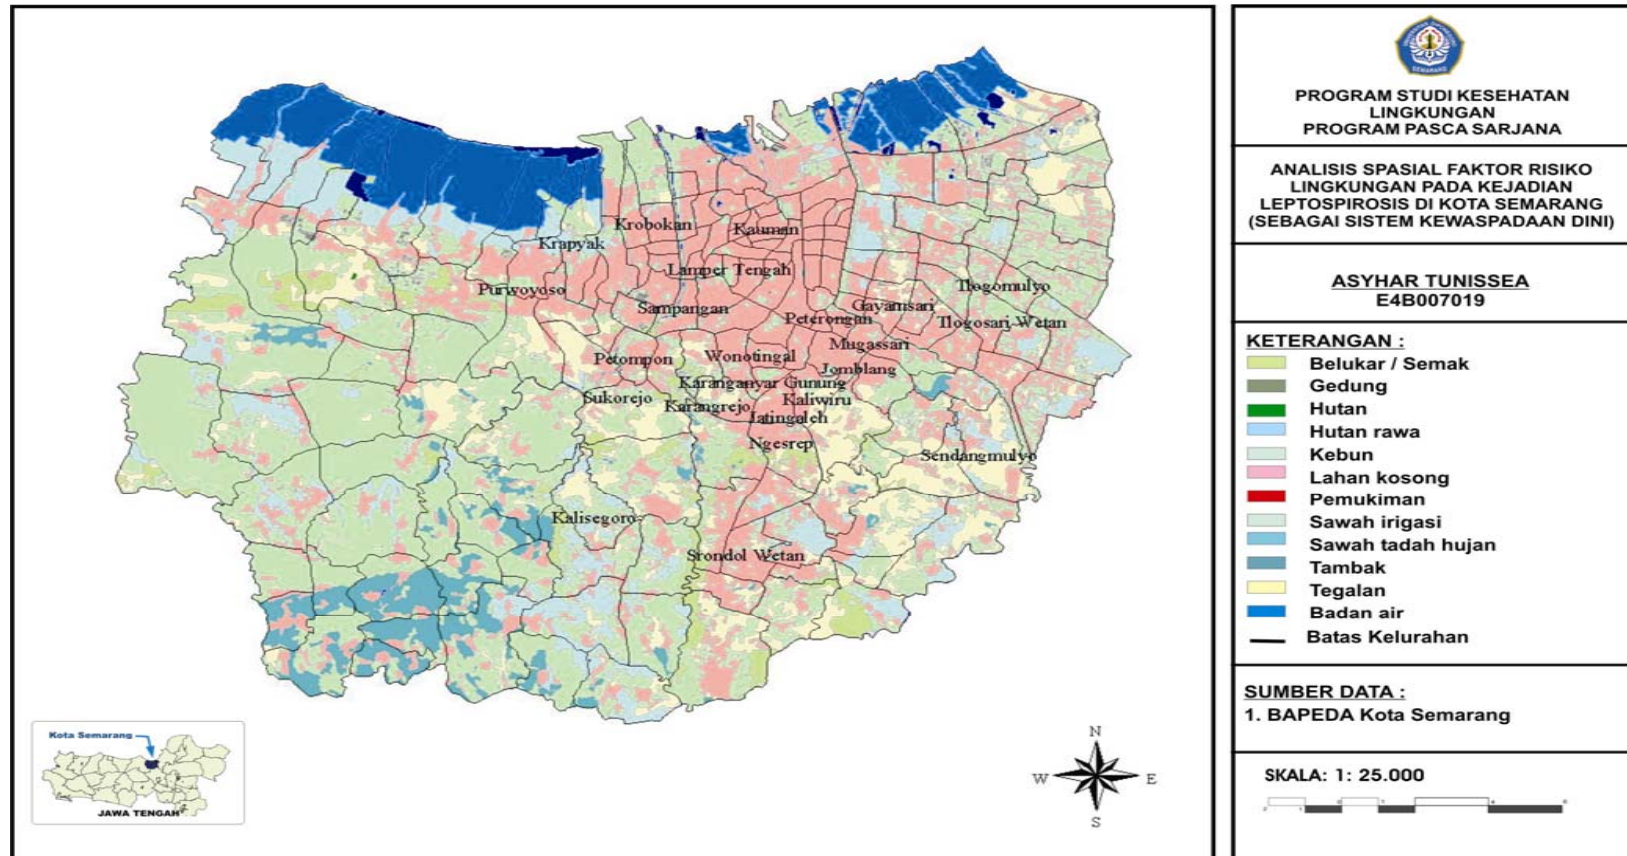 Krobokan
Kauman
Krapyak
Lamper Tengah
Purwoyoso
Tlogomulyo
Sampangan
Gayamsari
Peterongan
Tlogosari Wetan
Mugassari
Petompon
Wonotingal
Jomblang
Karanganyar Gunung
Sukorejo
Kaliwiru
Karangrejo
Jatingaleh
Ngesrep
Sendangmulyo
Kalisegoro
Srondol Wetan
Kota Semarang
JAWA TENGAH
N
W
E
S
SEMARANG
PROGRAM STUDI KESEHATAN
LINGKUNGAN
PROGRAM PASCA SARJANA
ANALISIS SPASIAL FAKTOR RISIKO
LINGKUNGAN PADA KEJADIAN
LEPTOSPIROSIS DI KOTA SEMARANG
(SEBAGAI SISTEM KEWASPADAAN DINI)
ASYHAR TUNISSEA
E4B007019
KETERANGAN :
Belukar / Semak
Gedung
Hutan
Hutan rawa
Kebun
Lahan kosong
Pemukiman
Sawah irigasi
Sawah tadah hujan
Tambak
Tegalan
Badan air
Batas Kelurahan
SUMBER DATA :
1. BAPEDA Kota Semarang
SKALA: 1: 25.000